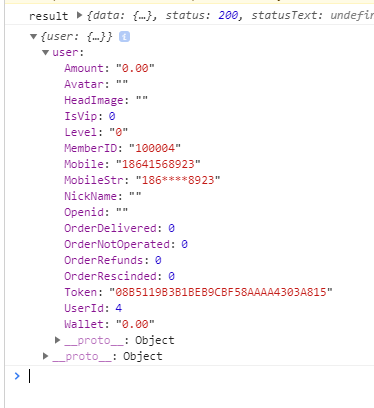 result ▶ {data: {…}, status: 200, statusText: undefin
▼ {user: {…}} i
▼ user:
Amount: "0.00"
Avatar: ""
HeadImage: ""
IsVip: 0
Level: "0"
MemberID: "100004"
Mobile: "18641568923"
MobileStr: "186****8923"
NickName: ""
Openid: ""
OrderDelivered: 0
OrderNotOperated: 0
OrderRefunds: 0
OrderRescinded: 0
Token: "08B5119B3B1BEB9CBF58AAAA4303A815"
UserId: 4
Wallet: "0.00"
▶ __proto__: Object
▶ __proto__: Object
>